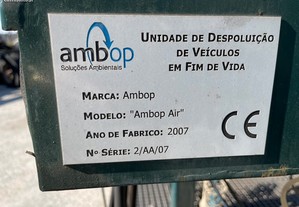 ambop
Soluções Ambientais
UNIDADE DE DESPOLUIÇÃO
DE VEÍCULOS
EM FIM DE VIDA
MARCA: Ambop
MODELO: "Ambop Air"
ANO DE FABRICO: 2007
Nº SÉRIE: 2/AA/07
CE